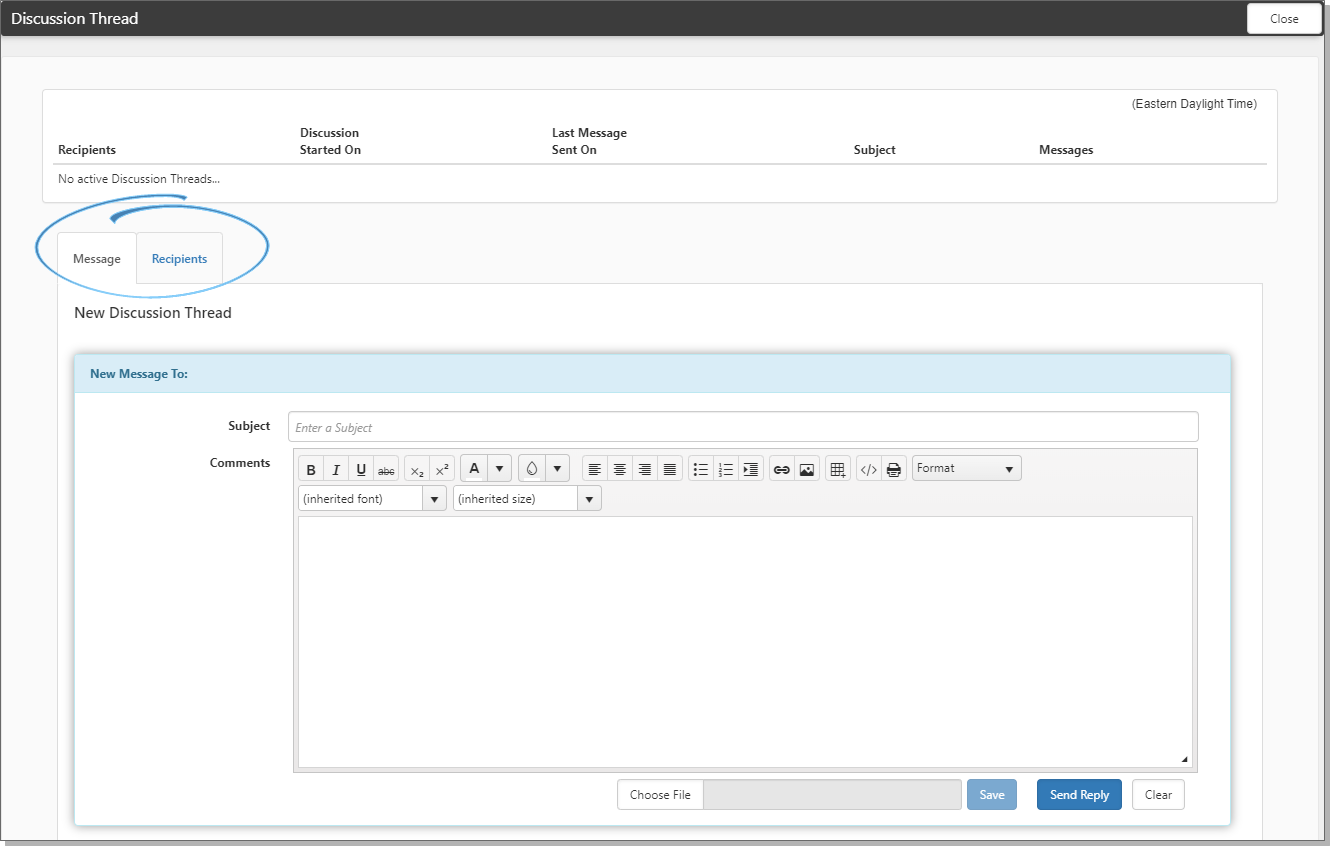 Discussion Thread
Close
(Eastern Daylight Time)
Recipients
Discussion
Started On
Last Message
Sent On
Subject
Messages
No active Discussion Threads...
Message
Recipients
New Discussion Thread
New Message To:
Subject
Enter a Subject
Comments
B I U abc x₂ x² A </> Format
(inherited font) (inherited size)
Choose File Save Send Reply Clear